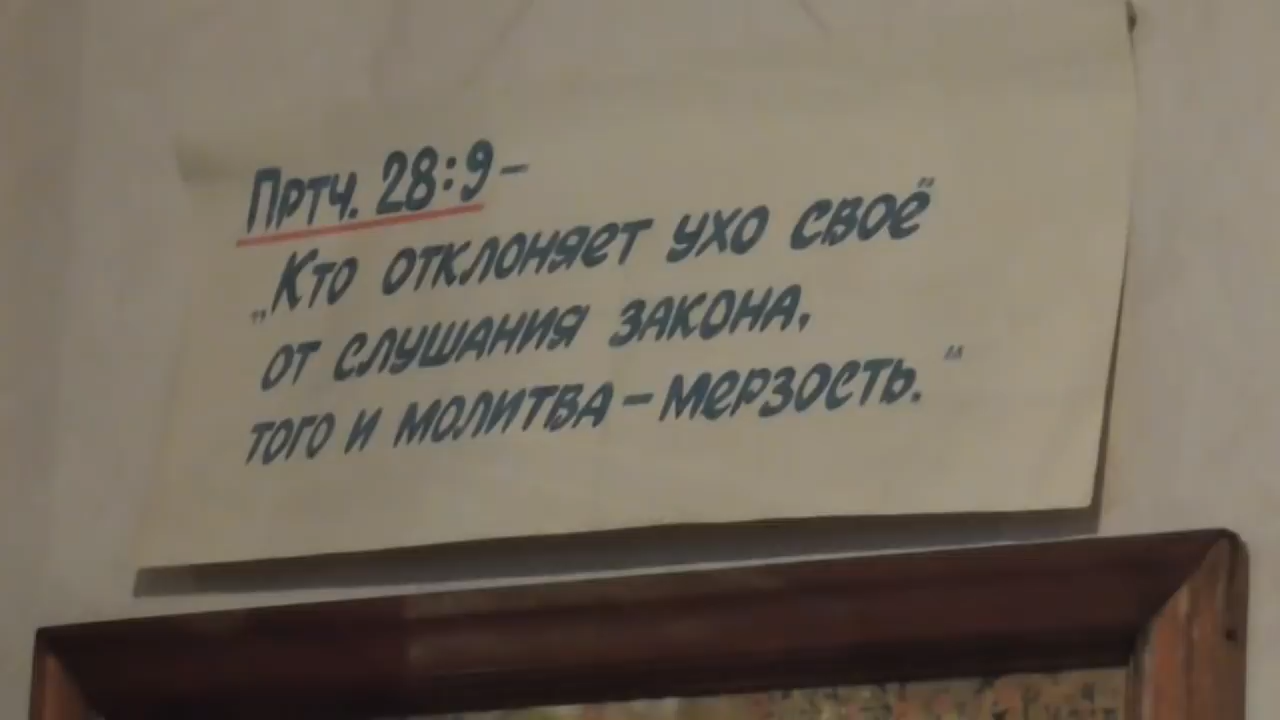 Пртч. 28:9–
„Кто отклоняет ухо своё
от слушания закона,
того и молитва – мерзость.“